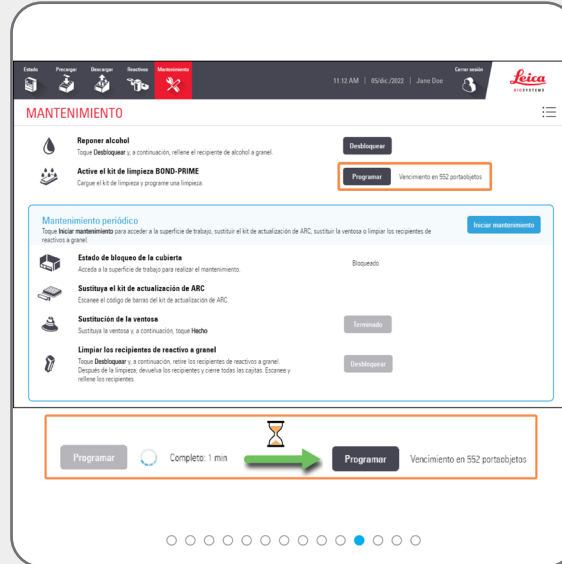 Estado Precargar Descargar Reactivos Mantenimiento
11:12 AM | 05/dic./2022 | Jane Doe
Cerrar sesión
Leica
BIOSYSTEMS
MANTENIMIENTO
Reponer alcohol
Toque Desbloquear y, a continuación, rellene el recipiente de alcohol a granel.
Desbloquear
Active el kit de limpieza BOND-PRIME
Cargue el kit de limpieza y programe una limpieza.
Programar Vencimiento en 552 portaobjetos
Mantenimiento periódico
Toque Iniciar mantenimiento para acceder a la superficie de trabajo, sustituir el kit de actualización de ARC, sustituir la ventosa o limpiar los recipientes de
reactivos a granel.
Iniciar mantenimiento
Estado de bloqueo de la cubierta
Acceda a la superficie de trabajo para realizar el mantenimiento.
Bloqueado
Sustituya el kit de actualización de ARC
Escanee el código de barras del kit de actualización de ARC.
Sustitución de la ventosa
Sustituya la ventosa y, a continuación, toque Hecho
Terminado
Limpiar los recipientes de reactivo a granel
Toque Desbloquear y, a continuación, retire los recipientes de reactivos a granel.
Después de la limpieza, devuelva los recipientes y cierre todas las cajitas. Escanee y
rellene los recipientes.
Desbloquear
Programar Completo: 1 min Programar Vencimiento en 552 portaobjetos